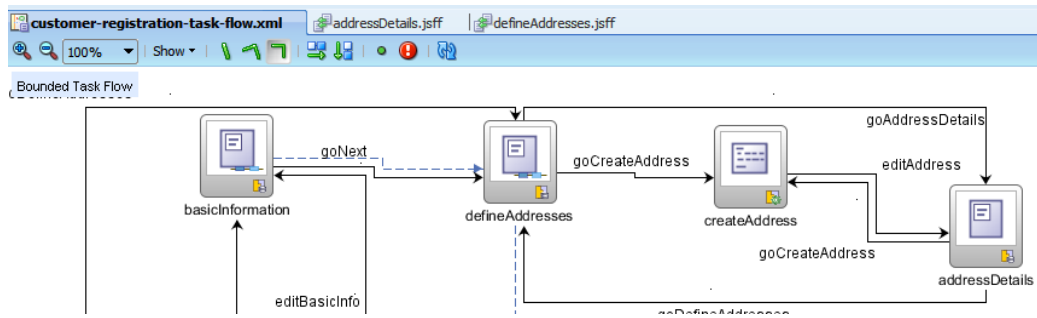 customer-registration-task-flow.xml addressDetails.jsff defineAddresses.jsff
100% Show
Bounded Task Flow
goAddressDetails
goNext
goCreateAddress
editAddress
basicInformation
defineAddresses
createAddress
goCreateAddress
addressDetails
editBasicInfo
goDefineAddresses